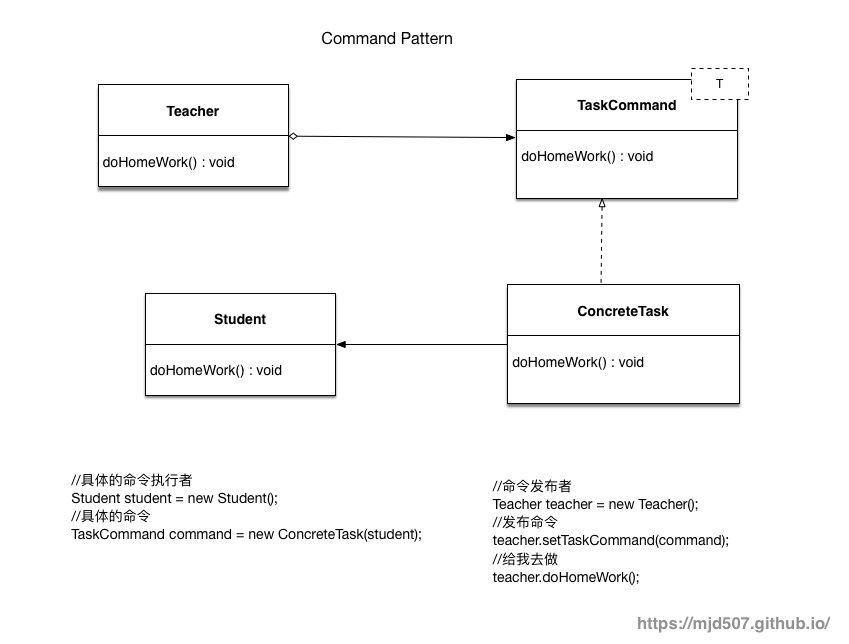 Command Pattern
Teacher
doHomeWork() : void
T
TaskCommand
doHomeWork() : void
Student
doHomeWork() : void
ConcreteTask
doHomeWork() : void
//具体的命令执行者
Student student = new Student();
//具体的命令
TaskCommand command = new ConcreteTask(student);
//命令发布者
Teacher teacher = new Teacher();
//发布命令
teacher.setTaskCommand(command);
//给我去做
teacher.doHomeWork();
https://mjd507.github.io/